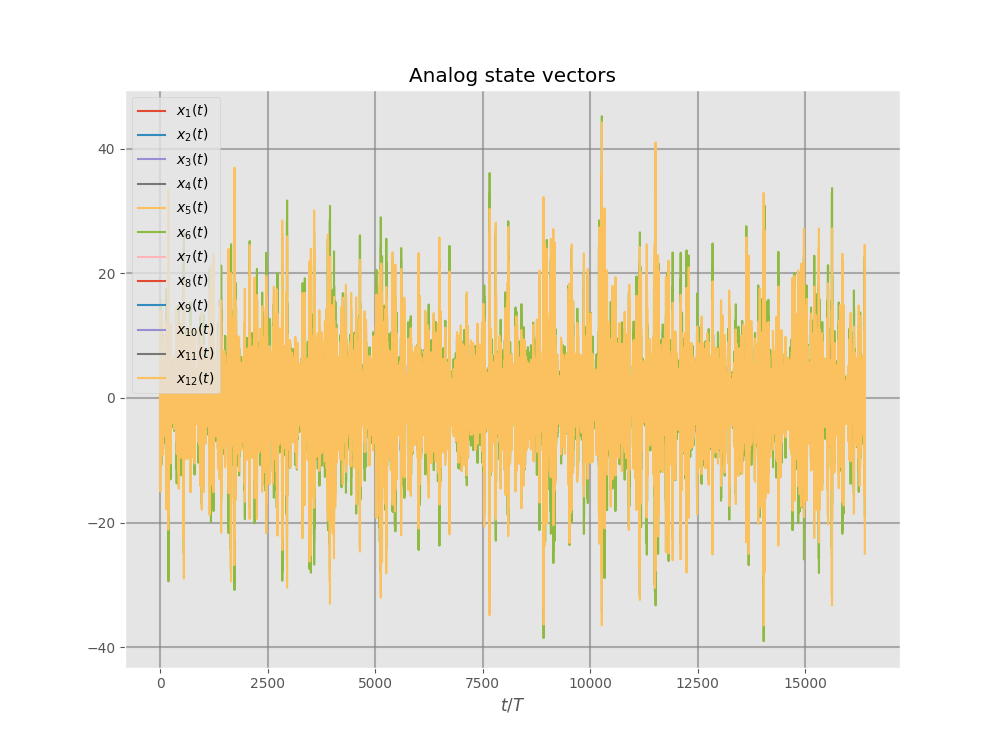 Analog state vectors
x₁(t)
x₂(t)
x₃(t)
x₄(t)
x₅(t)
x₆(t)
x₇(t)
x₈(t)
x₉(t)
x₁₀(t)
x₁₁(t)
x₁₂(t)
40
20
0
−20
−40
0 2500 5000 7500 10000 12500 15000
t/T